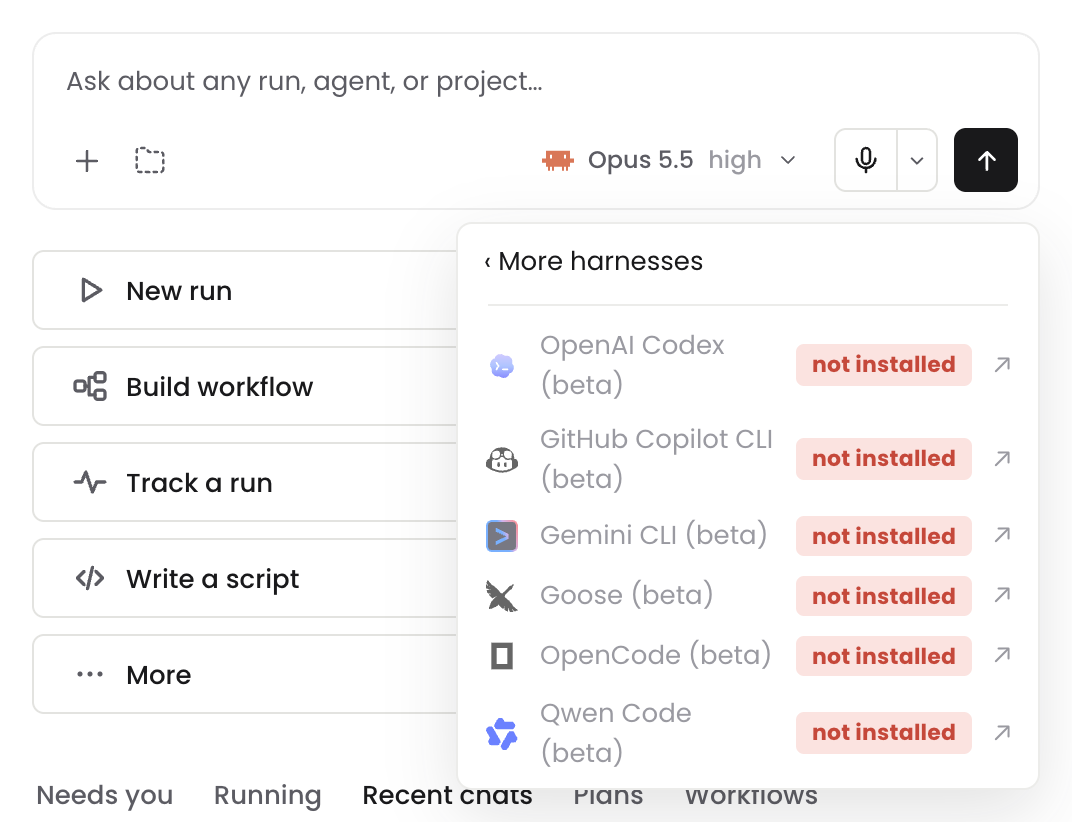 Ask about any run, agent, or project...
Opus 5.5 high
‹ More harnesses
New run
Build workflow
Track a run
Write a script
More
OpenAI Codex
(beta)
not installed
GitHub Copilot CLI
(beta)
not installed
Gemini CLI (beta)
not installed
Goose (beta)
not installed
OpenCode (beta)
not installed
Qwen Code
(beta)
not installed
Needs you Running Recent chats Plans Workflows